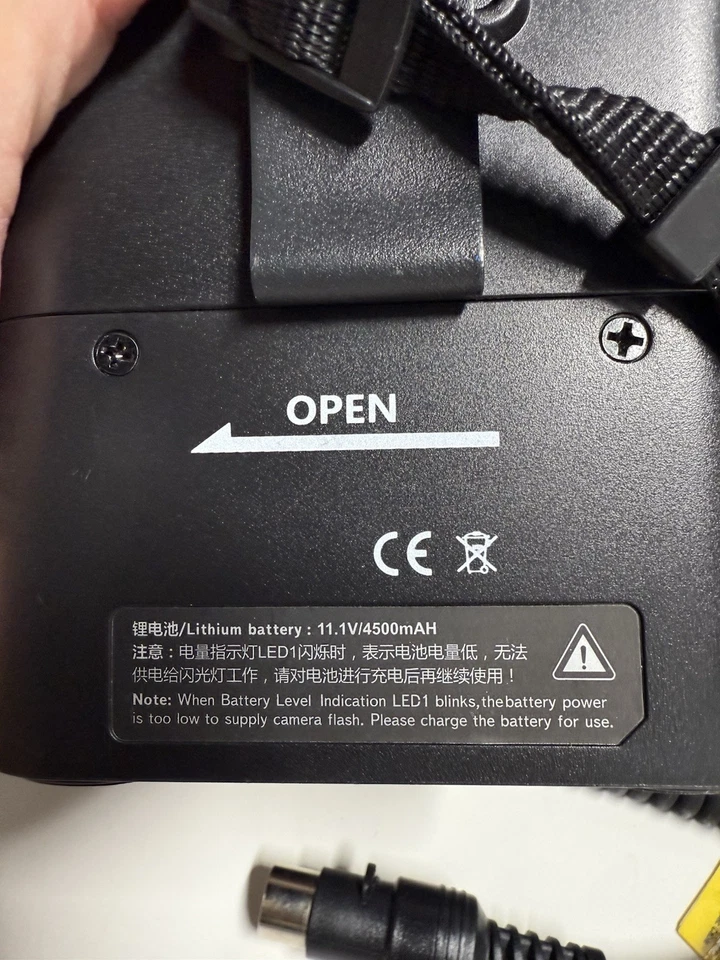 OPEN
CE
锂电池/Lithium battery : 11.1V/4500mAH
注意：电量指示灯LED1闪烁时，表示电池电量低，无法
供电给闪光灯工作，请对电池进行充电后再继续使用！
Note: When Battery Level Indication LED1 blinks,thebattery power
is too low to supply camera flash. Please charge the battery for use.